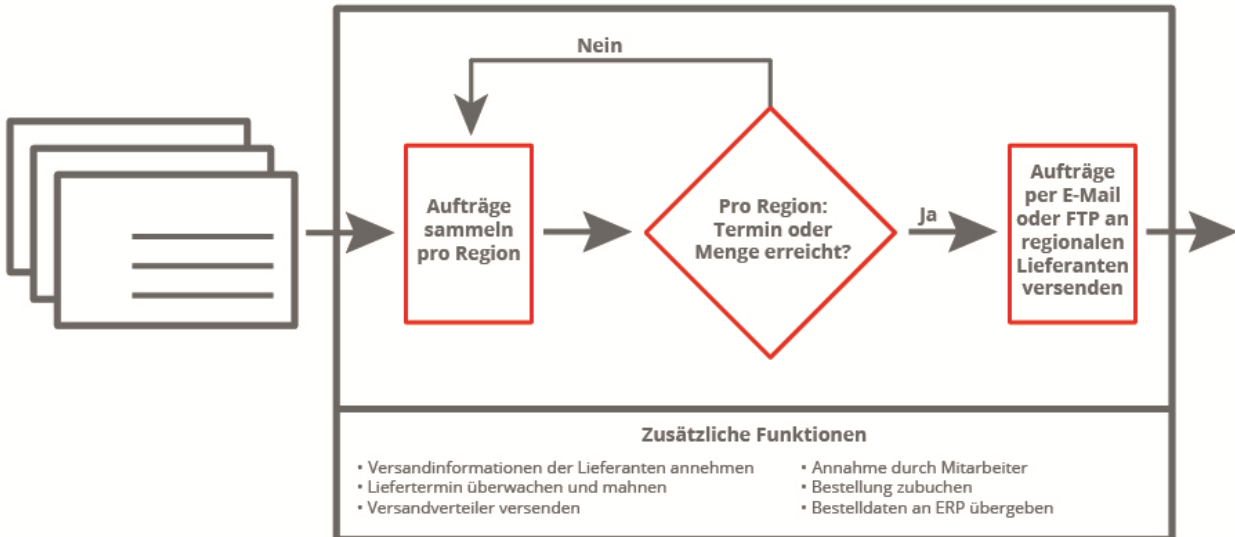 Nein
Aufträge
sammeln
pro Region
Pro Region:
Termin oder
Menge erreicht?
Ja
Aufträge
per E-Mail
oder FTP an
regionalen
Lieferanten
versenden
Zusätzliche Funktionen
• Versandinformationen der Lieferanten annehmen
• Liefertermin überwachen und mahnen
• Versandverteiler versenden
• Annahme durch Mitarbeiter
• Bestellung zubuchen
• Bestelldaten an ERP übergeben